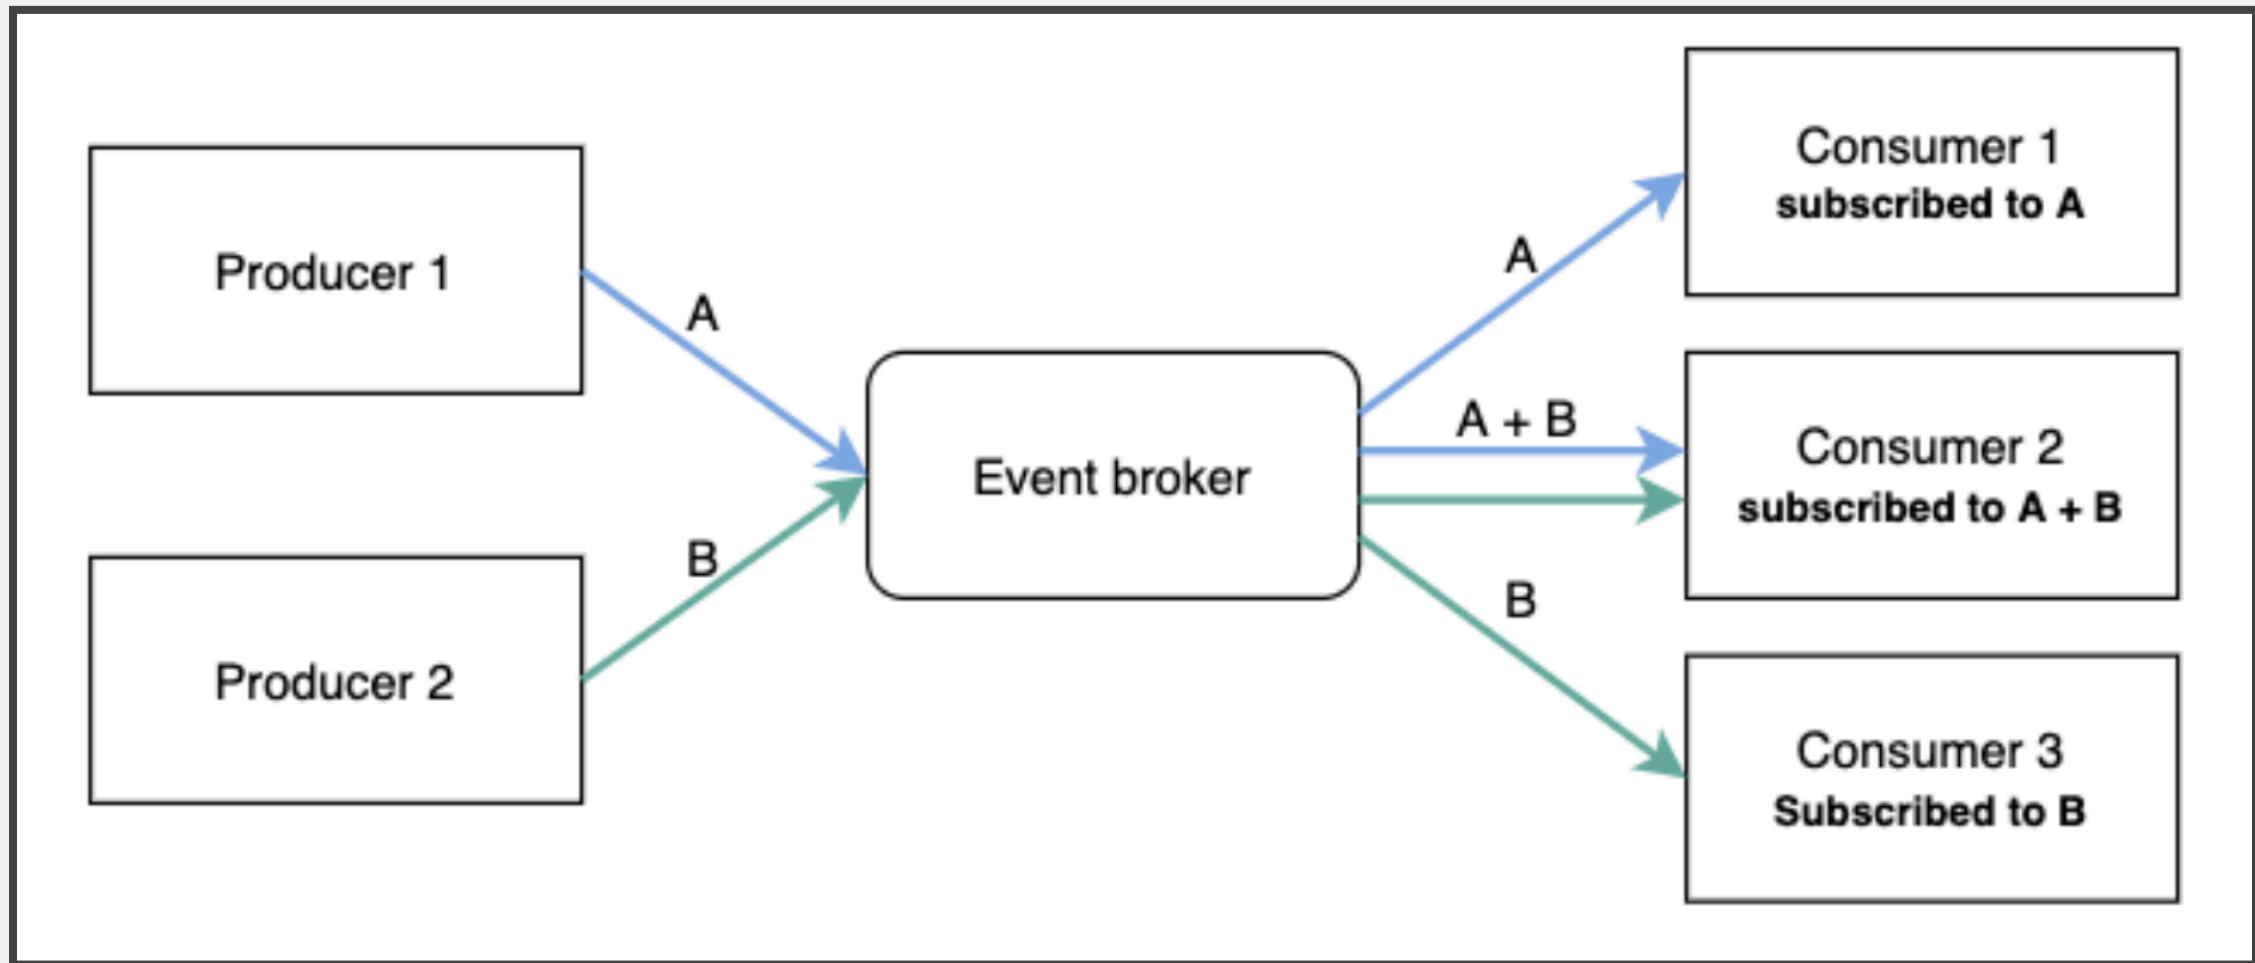 Producer 1
A
Producer 2
B
Event broker
A
A + B
B
Consumer 1
subscribed to A
Consumer 2
subscribed to A + B
Consumer 3
Subscribed to B